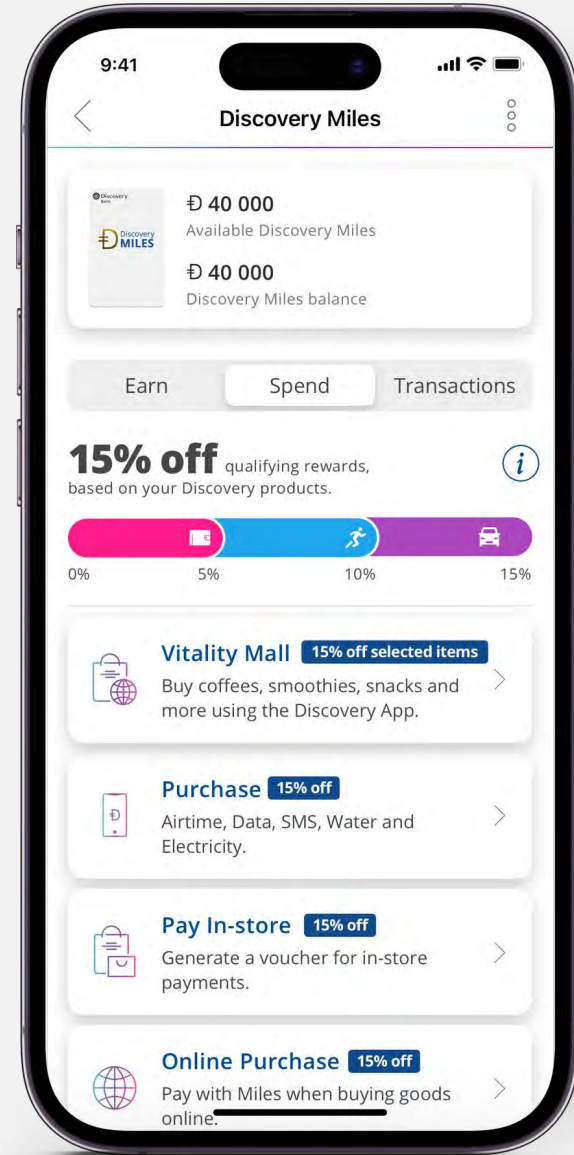 9:41
Discovery Miles
Discovery
Bank
Discovery
MILES
Đ 40 000
Available Discovery Miles
Đ 40 000
Discovery Miles balance
Earn Spend Transactions
15% off qualifying rewards,
based on your Discovery products.
i
0% 5% 10% 15%
Vitality Mall 15% off selected items
Buy coffees, smoothies, snacks and
more using the Discovery App.
Purchase 15% off
Airtime, Data, SMS, Water and
Electricity.
Pay In-store 15% off
Generate a voucher for in-store
payments.
Online Purchase 15% off
Pay with Miles when buying goods
online.